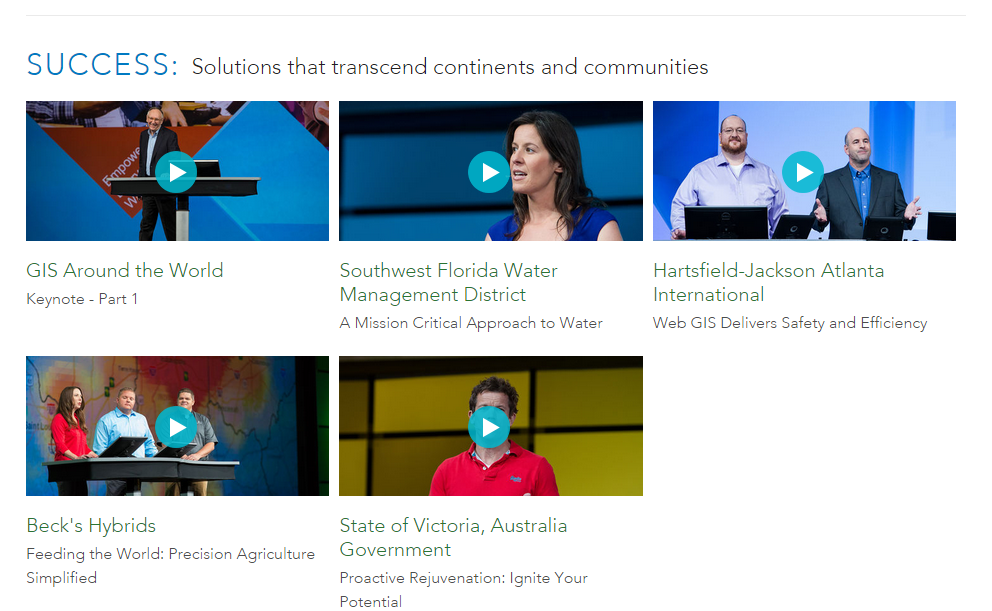 SUCCESS: Solutions that transcend continents and communities
GIS Around the World
Keynote - Part 1
Southwest Florida Water
Management District
A Mission Critical Approach to Water
Hartsfield-Jackson Atlanta
International
Web GIS Delivers Safety and Efficiency
Beck's Hybrids
Feeding the World: Precision Agriculture
Simplified
State of Victoria, Australia
Government
Proactive Rejuvenation: Ignite Your
Potential